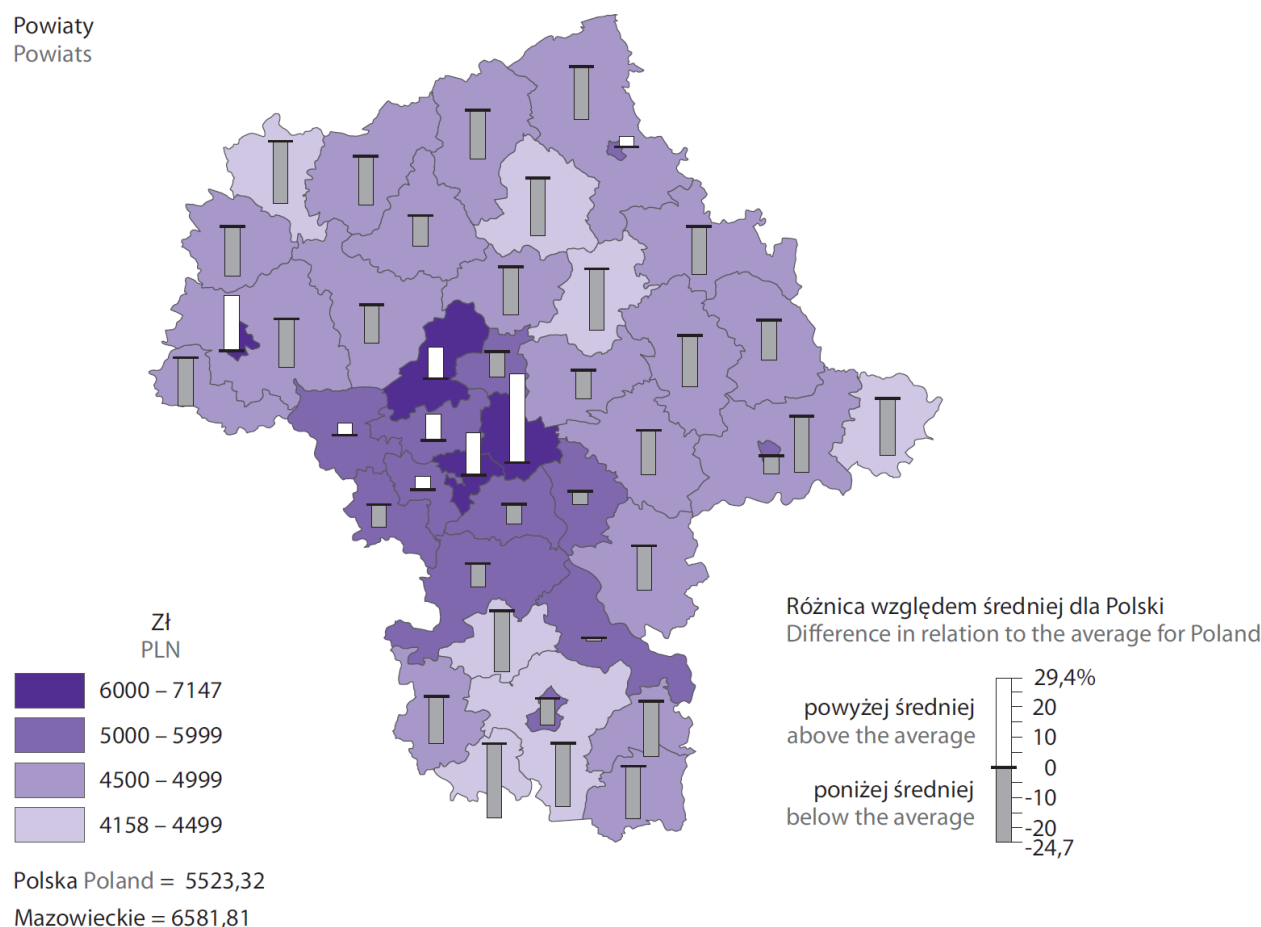 Powiaty
Powiats
Zł
PLN
6000 – 7147
5000 – 5999
4500 – 4999
4158 – 4499
Polska Poland = 5523,32
Mazowieckie = 6581,81
Różnica względem średniej dla Polski
Difference in relation to the average for Poland
29,4%
20
powyżej średniej
above the average
10
0
poniżej średniej
below the average
-10
-20
-24,7